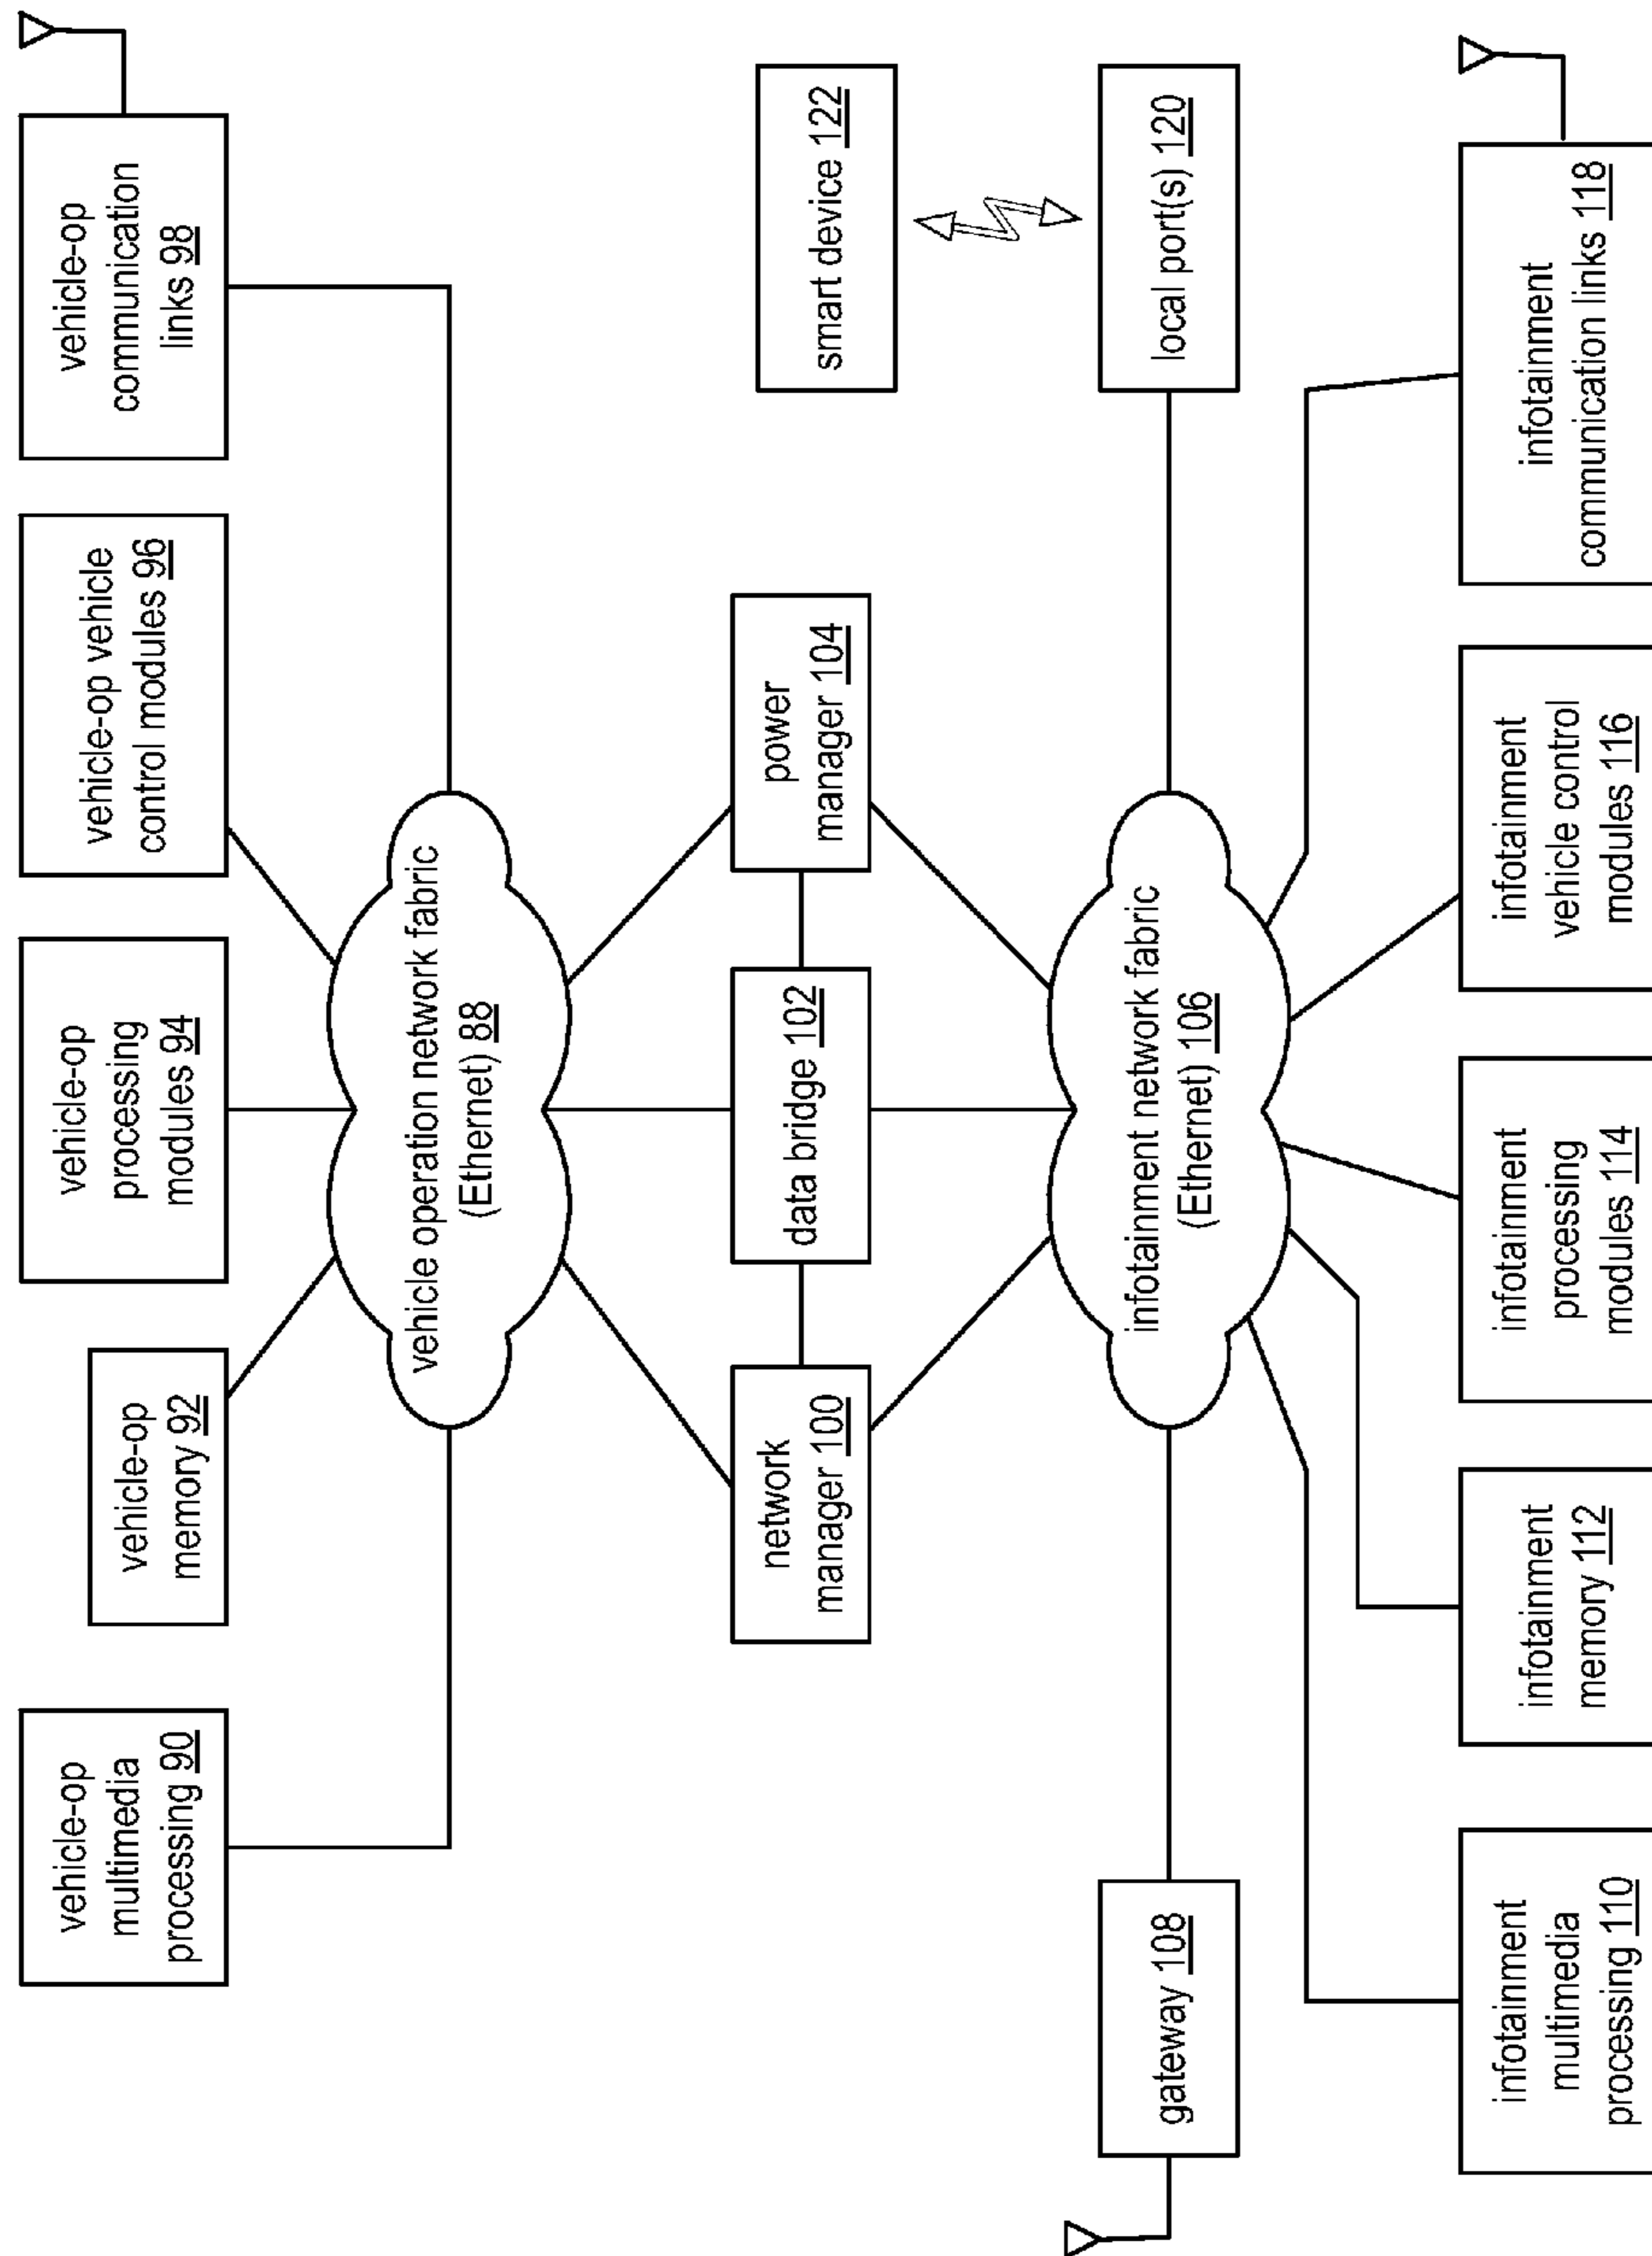 vehicle-op
multimedia
processing 90
vehicle-op
memory 92
vehicle-op
processing
modules 94
vehicle-op vehicle
control modules 96
vehicle-op
communication
links 98
vehicle operation network fabric
(Ethernet) 88
network
manager 100
data bridge 102
power
manager 104
smart device 122
gateway 108
infotainment network fabric
(Ethernet) 106
local port(s) 120
infotainment
multimedia
processing 110
infotainment
memory 112
infotainment
processing
modules 114
infotainment
vehicle control
modules 116
infotainment
communication links 118